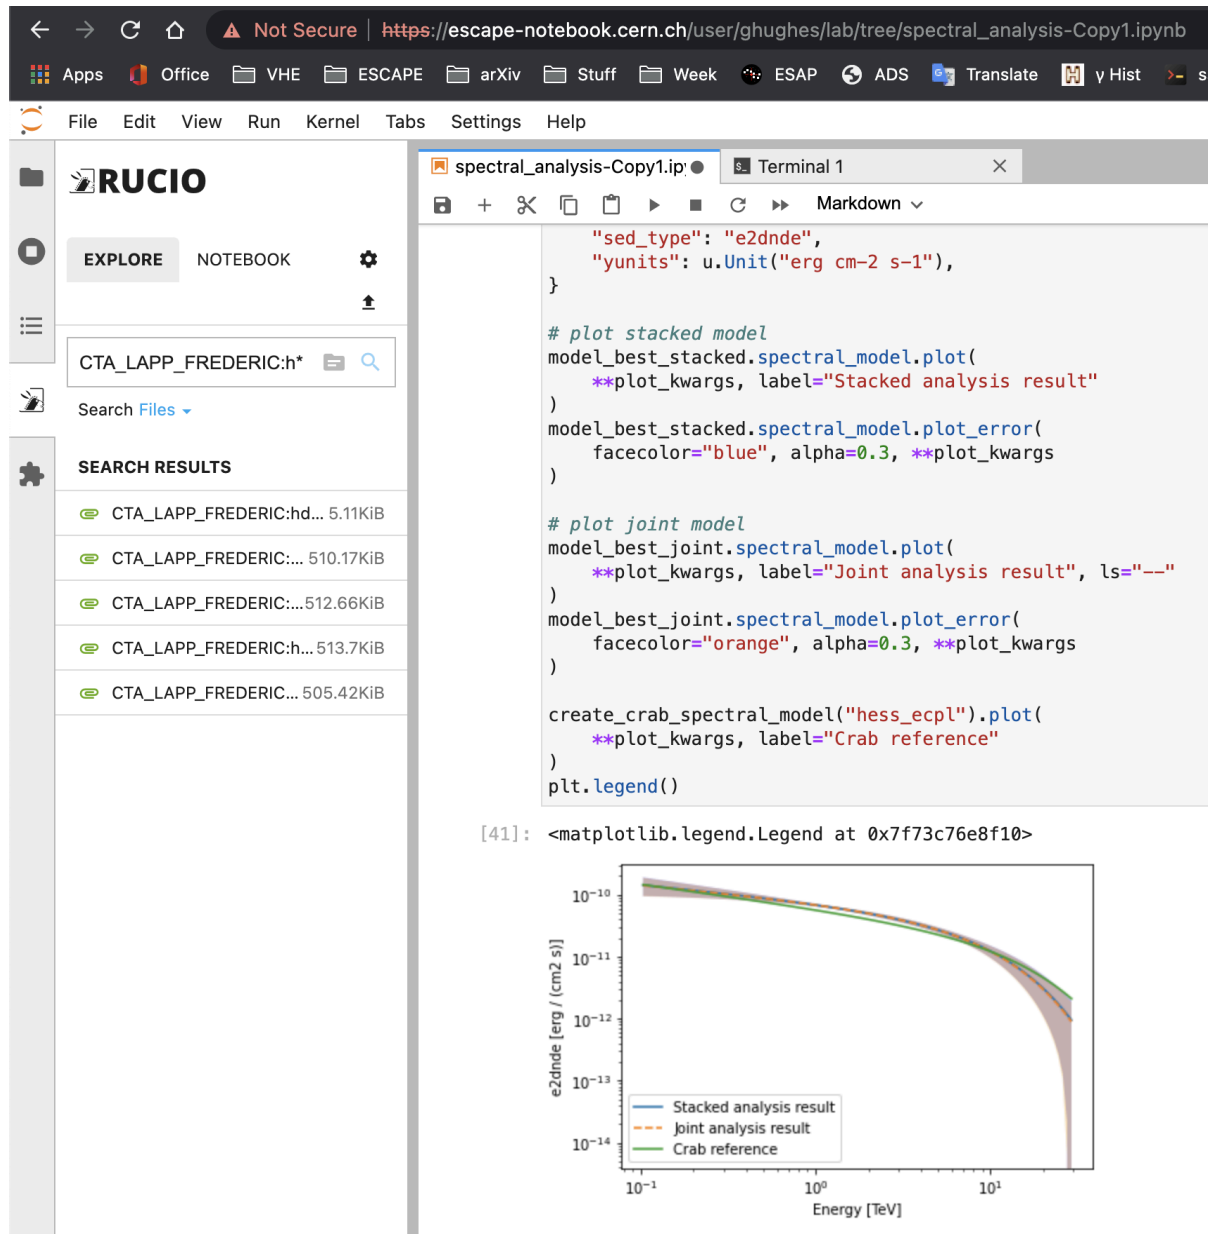 Not Secure | https://escape-notebook.cern.ch/user/ghughes/lab/tree/spectral_analysis-Copy1.ipynb
Apps Office VHE ESCAPE arXiv Stuff Week ESAP ADS Translate γ Hist s
File Edit View Run Kernel Tabs Settings Help
RUCIO
EXPLORE NOTEBOOK
CTA_LAPP_FREDERIC:h*
Search Files
SEARCH RESULTS
CTA_LAPP_FREDERIC:hd... 5.11KiB
CTA_LAPP_FREDERIC:... 510.17KiB
CTA_LAPP_FREDERIC:...512.66KiB
CTA_LAPP_FREDERIC:h... 513.7KiB
CTA_LAPP_FREDERIC... 505.42KiB
spectral_analysis-Copy1.ipy
Terminal 1
Markdown
"sed_type": "e2dnde",
"yunits": u.Unit("erg cm-2 s-1"),
}
# plot stacked model
model_best_stacked.spectral_model.plot(
**plot_kwargs, label="Stacked analysis result"
)
model_best_stacked.spectral_model.plot_error(
facecolor="blue", alpha=0.3, **plot_kwargs
)
# plot joint model
model_best_joint.spectral_model.plot(
**plot_kwargs, label="Joint analysis result", ls="--"
)
model_best_joint.spectral_model.plot_error(
facecolor="orange", alpha=0.3, **plot_kwargs
)
create_crab_spectral_model("hess_ecpl").plot(
**plot_kwargs, label="Crab reference"
)
plt.legend()
[41]: <matplotlib.legend.Legend at 0x7f73c76e8f10>
e2dnde [erg / (cm2 s)]
10⁻¹⁰
10⁻¹¹
10⁻¹²
10⁻¹³
10⁻¹⁴
Stacked analysis result
Joint analysis result
Crab reference
10⁻¹ 10⁰ 10¹
Energy [TeV]